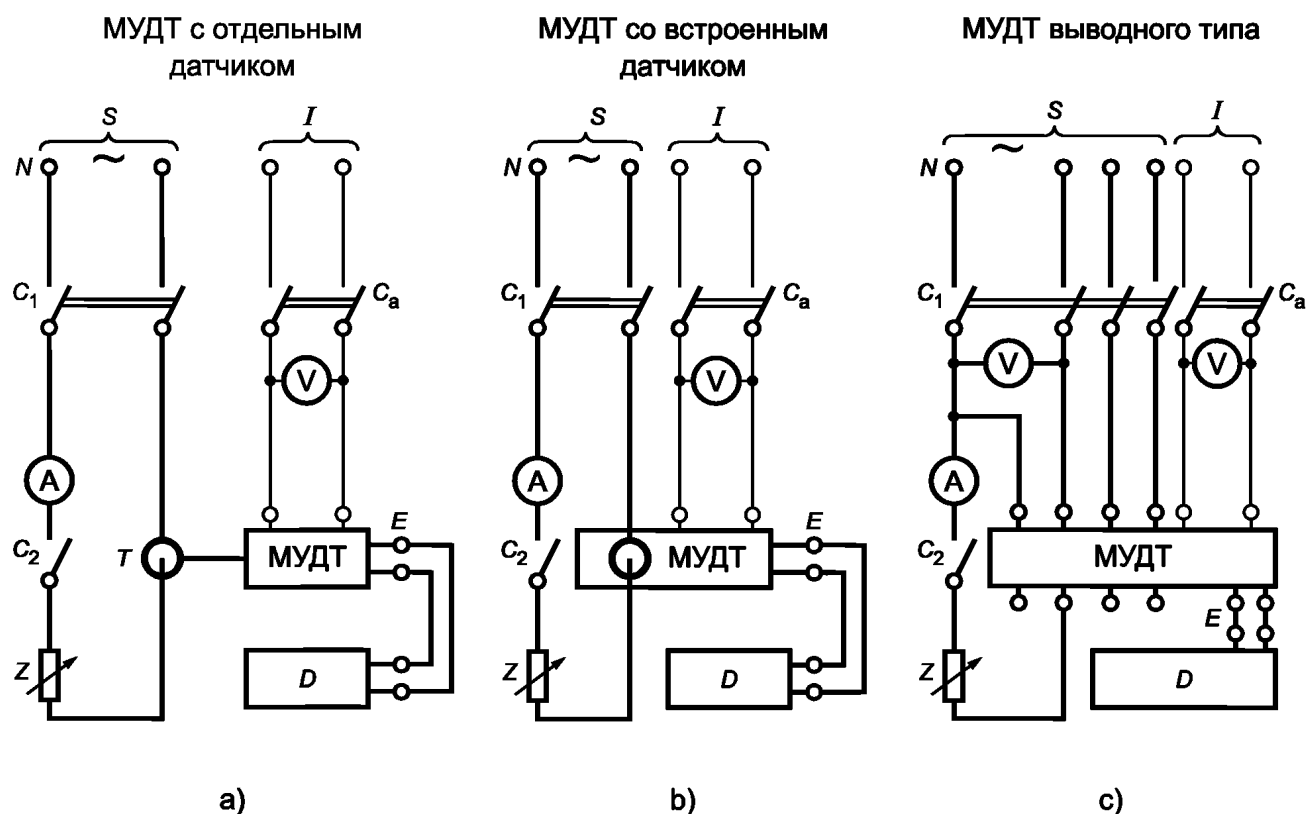 МУДТ с отдельным
датчиком
S
I
N
~
C1
Ca
V
A
C2
T
МУДТ
E
Z
D
a)
МУДТ со встроенным
датчиком
S
I
N
~
C1
Ca
V
A
C2
МУДТ
E
Z
D
b)
МУДТ выводного типа
S
I
N
~
C1
Ca
V
V
A
C2
МУДТ
E
Z
D
c)